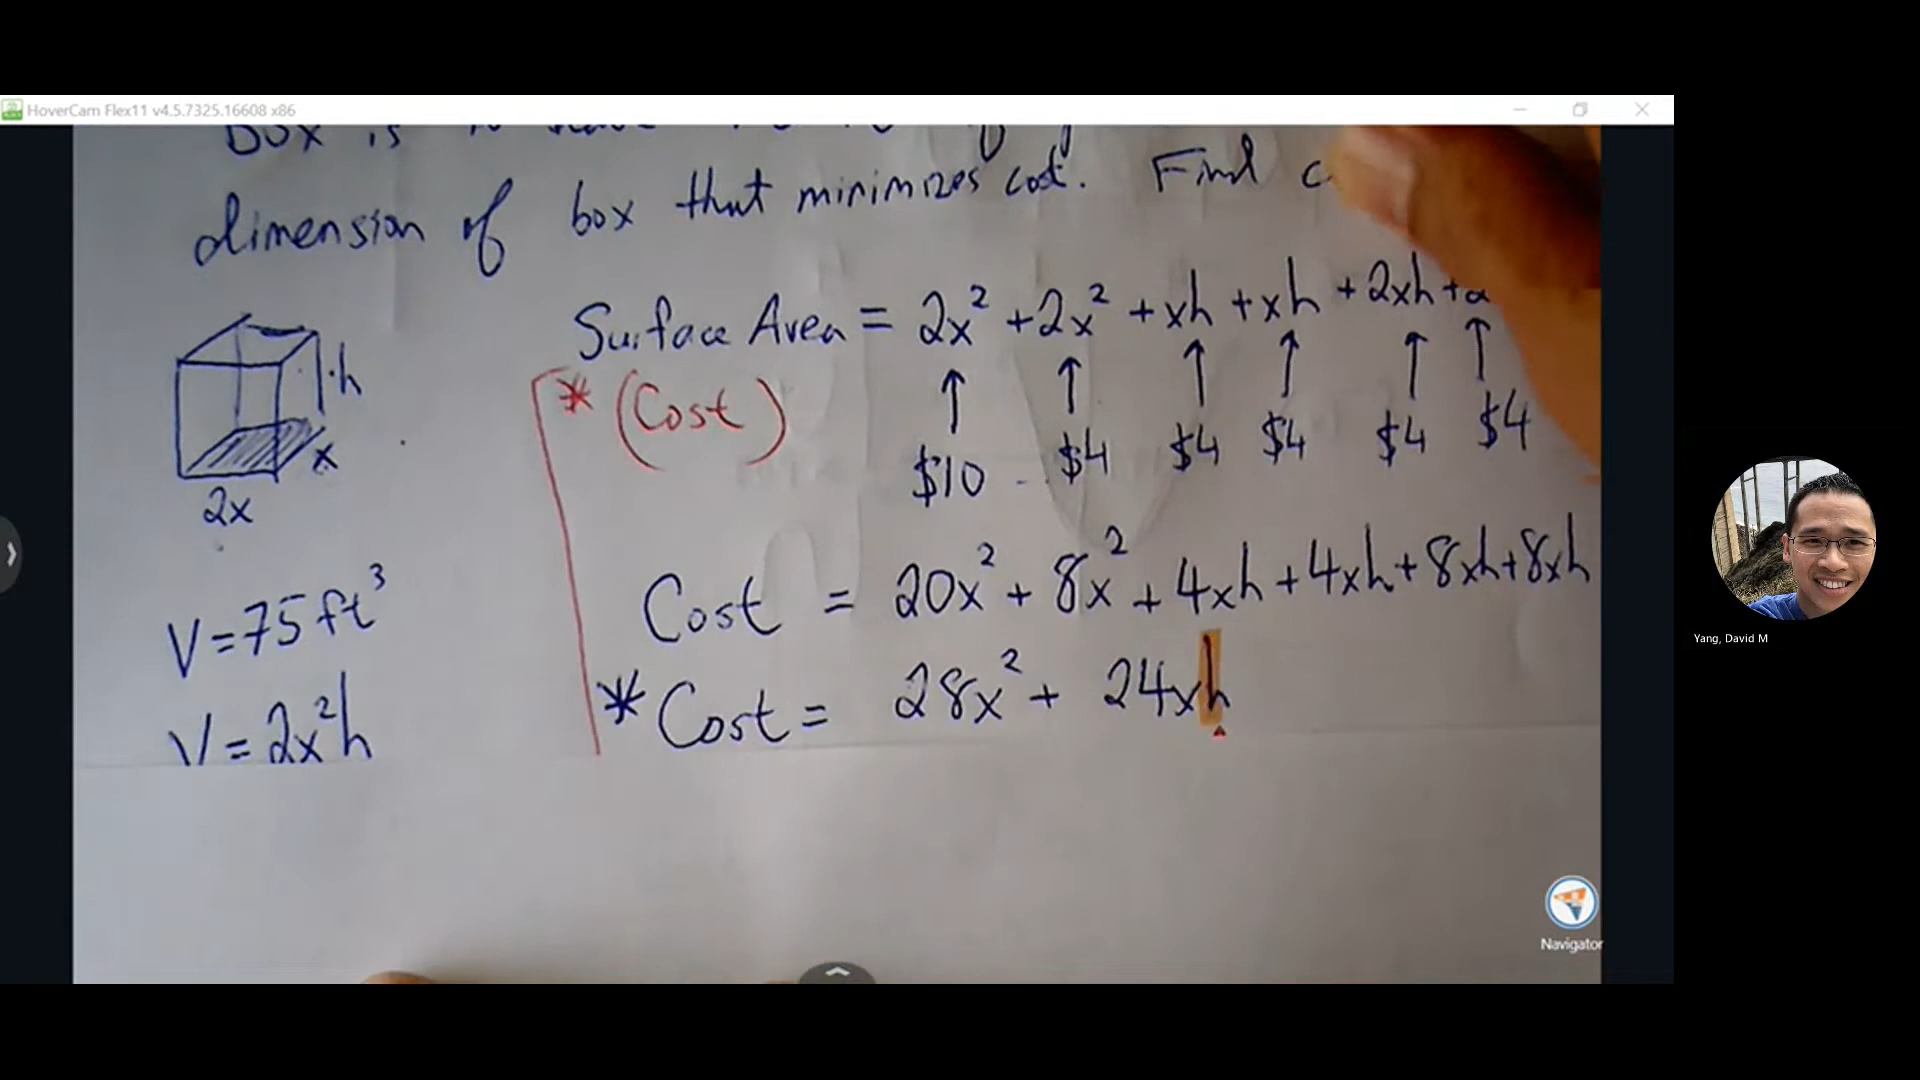 HoverCam Flex11 v4.5.7325.16608 x86
Box is
dimension of box that minimizes cost. Find
Surface Area = 2x² + 2x² + xh + xh + 2xh +
* (Cost)
$10 $4 $4 $4 $4 $4
h
x
2x
Cost = 20x² + 8x² + 4xh + 4xh + 8xh + 8xh
* Cost = 28x² + 24xh
V = 75 ft³
V = 2x²h
Yang, David M
Navigator